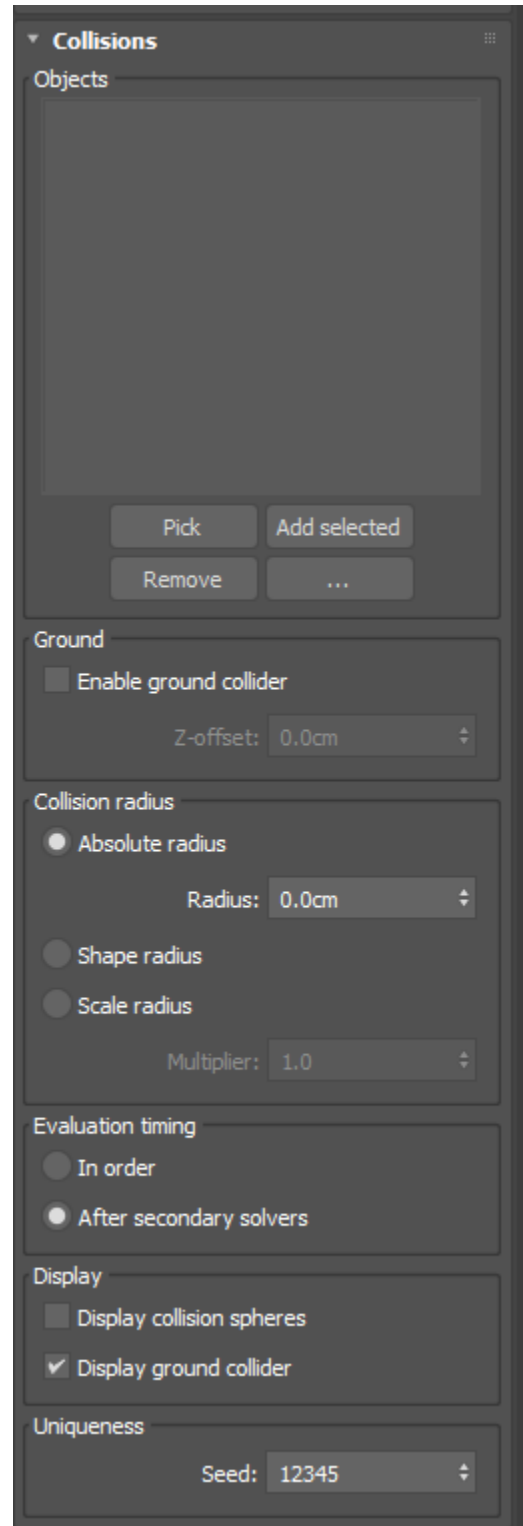 Collisions
Objects
Pick Add selected
Remove ...
Ground
Enable ground collider
Z-offset: 0.0cm
Collision radius
Absolute radius
Radius: 0.0cm
Shape radius
Scale radius
Multiplier: 1.0
Evaluation timing
In order
After secondary solvers
Display
Display collision spheres
Display ground collider
Uniqueness
Seed: 12345